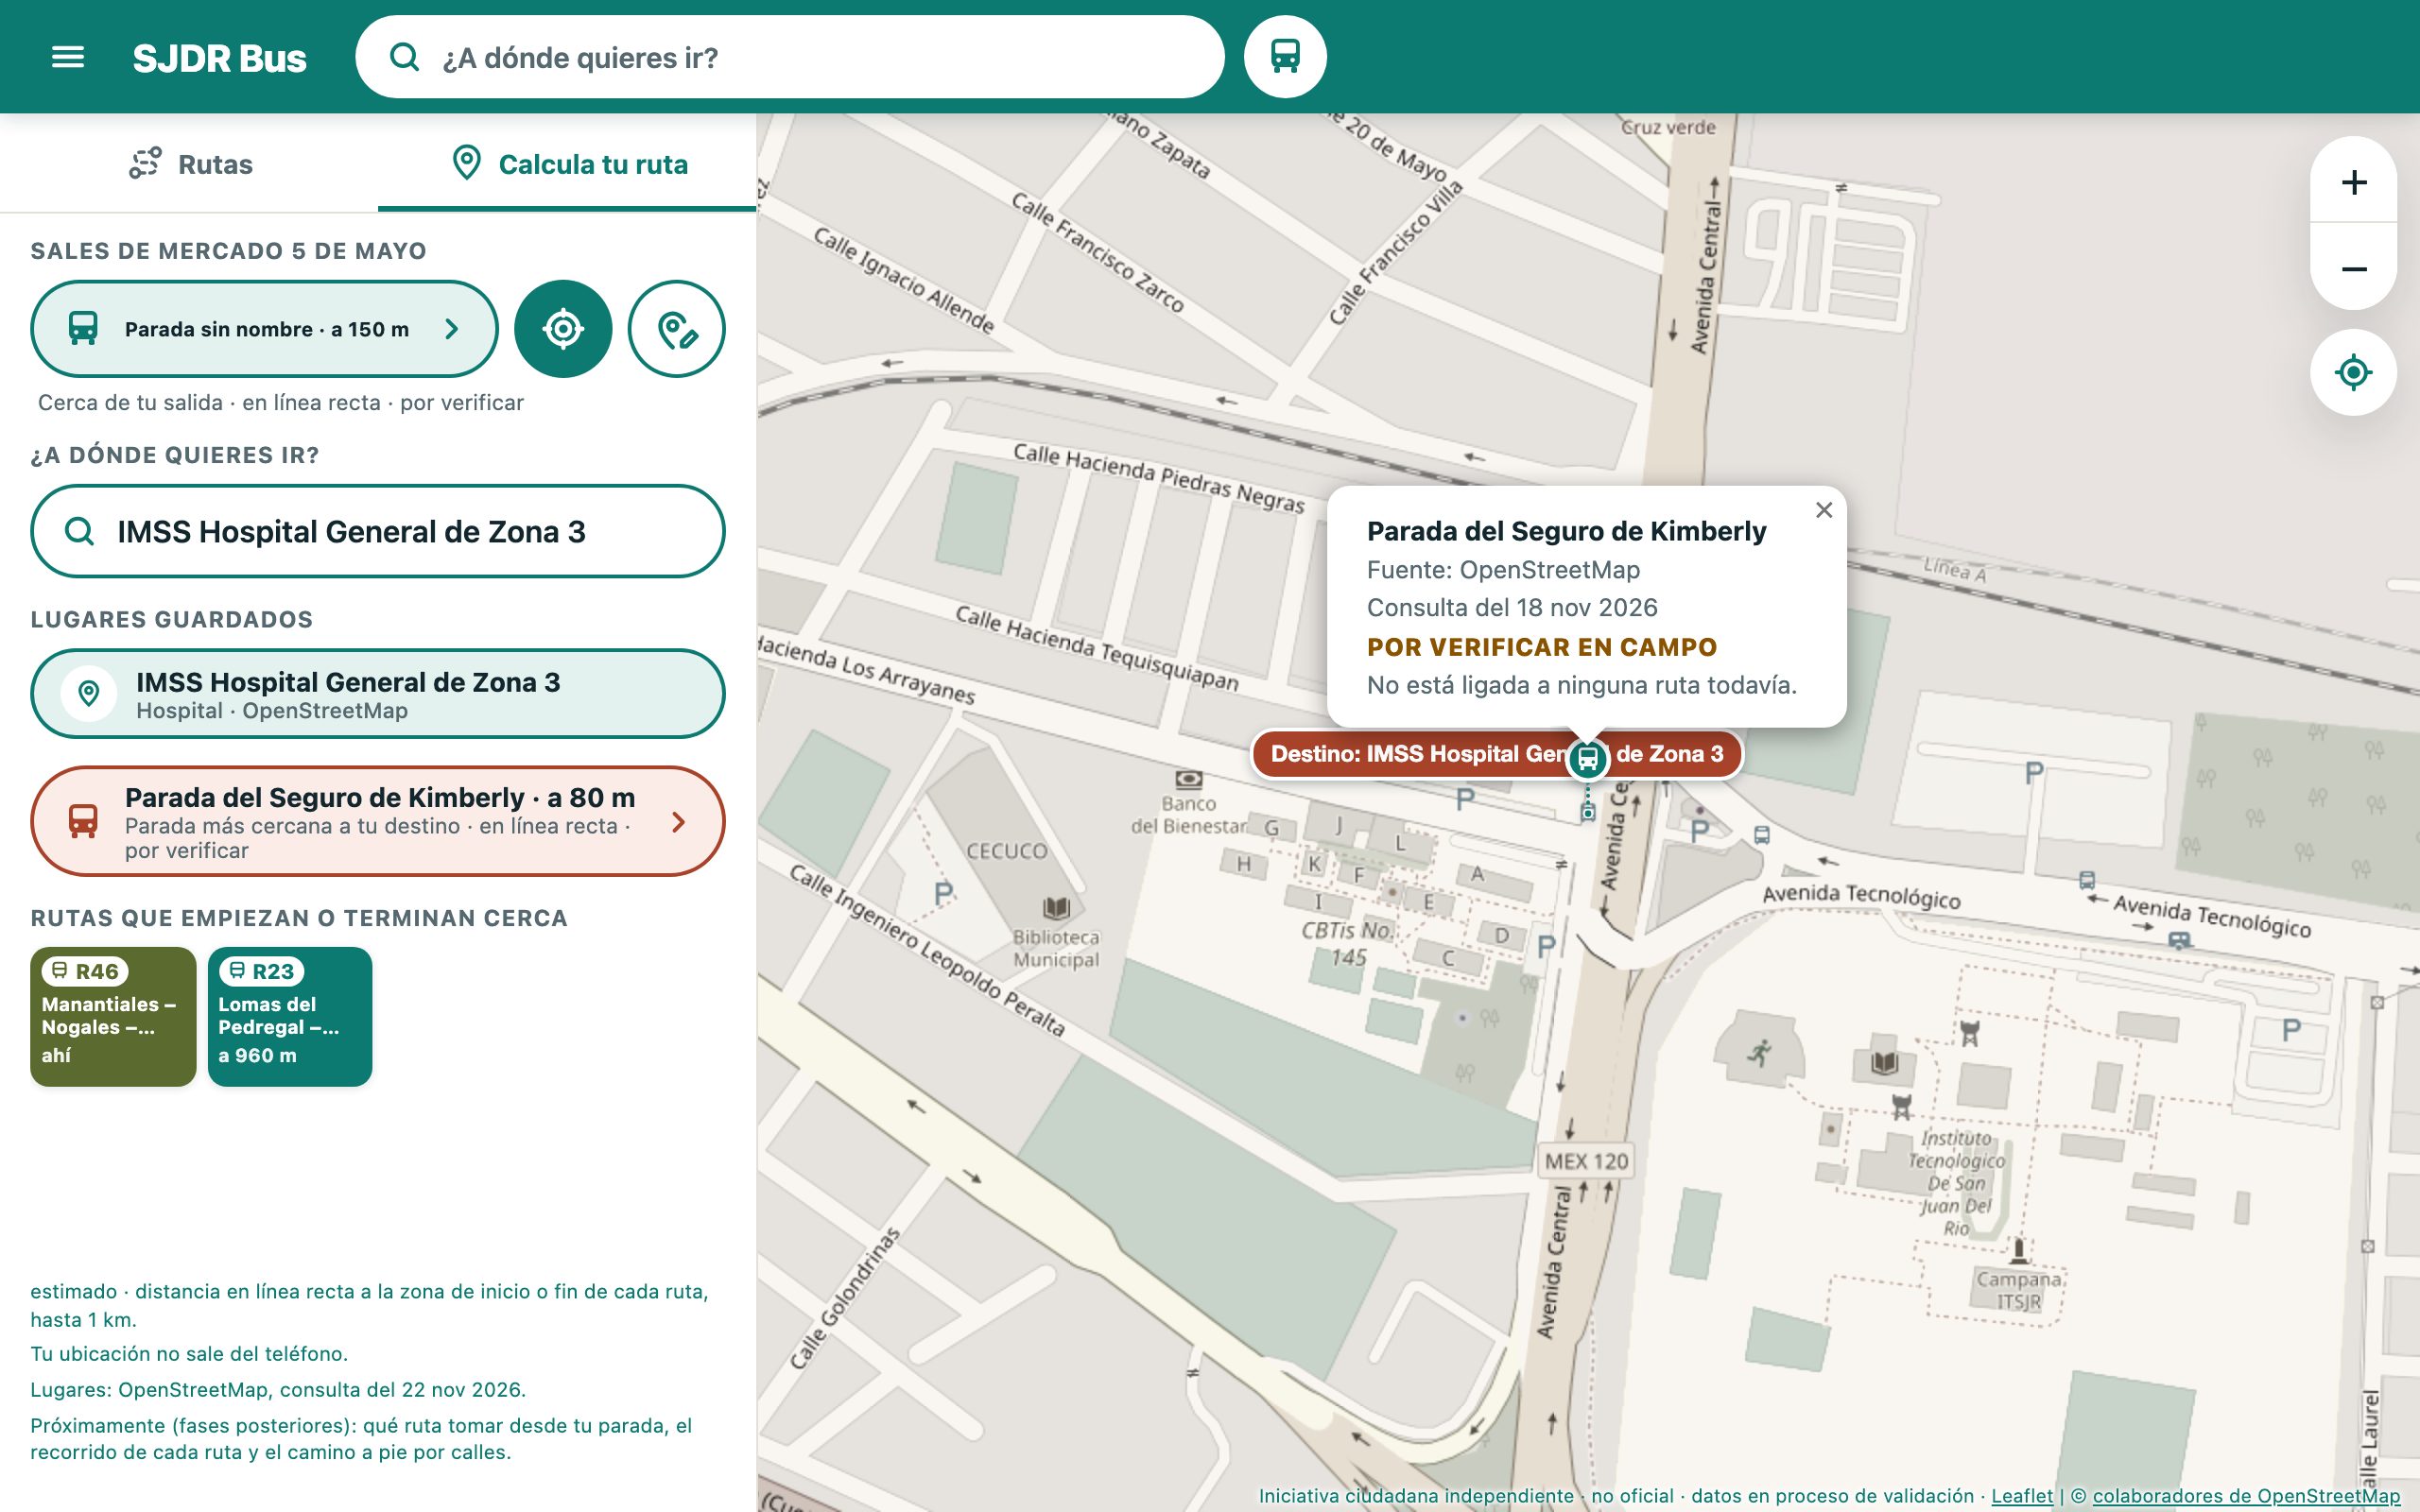 SJDR Bus
¿A dónde quieres ir?
Rutas
Calcula tu ruta
SALES DE MERCADO 5 DE MAYO
Parada sin nombre · a 150 m
Cerca de tu salida · en línea recta · por verificar
¿A DÓNDE QUIERES IR?
IMSS Hospital General de Zona 3
LUGARES GUARDADOS
IMSS Hospital General de Zona 3
Hospital · OpenStreetMap
Parada del Seguro de Kimberly · a 80 m
Parada más cercana a tu destino · en línea recta ·
por verificar
RUTAS QUE EMPIEZAN O TERMINAN CERCA
R46
Manantiales –
Nogales –...
ahí
R23
Lomas del
Pedregal –...
a 960 m
estimado · distancia en línea recta a la zona de inicio o fin de cada ruta,
hasta 1 km.
Tu ubicación no sale del teléfono.
Lugares: OpenStreetMap, consulta del 22 nov 2026.
Próximamente (fases posteriores): qué ruta tomar desde tu parada, el
recorrido de cada ruta y el camino a pie por calles.
Zapata
20 de Mayo
Cruz verde
Calle Ignacio Allende
Calle Francisco Zarco
Calle Francisco Villa
Avenida Central
+
−
Calle Hacienda Piedras Negras
Calle Hacienda Tequisquiapan
Hacienda Los Arrayanes
Línea A
Parada del Seguro de Kimberly
×
Fuente: OpenStreetMap
Consulta del 18 nov 2026
POR VERIFICAR EN CAMPO
No está ligada a ninguna ruta todavía.
Destino: IMSS Hospital Gen
de Zona 3
Banco
del Bienestar
P
P
P
G
J
L
H
K
F
A
I
E
D
C
CECUCO
P
Biblioteca
Municipal
CBTis No.
145
P
Avenida Ce
Avenida Tecnológico
Avenida Tecnológico
Calle Ingeniero Leopoldo Peralta
MEX 120
Avenida Central
P
Instituto
Tecnologico
De San
Juan Del
Rio
Campana
ITSJR
Calle Golondrinas
alle Laurel
(Cu
Iniciativa ciudadana independiente · no oficial · datos en proceso de validación · Leaflet | © colaboradores de OpenStreetMap